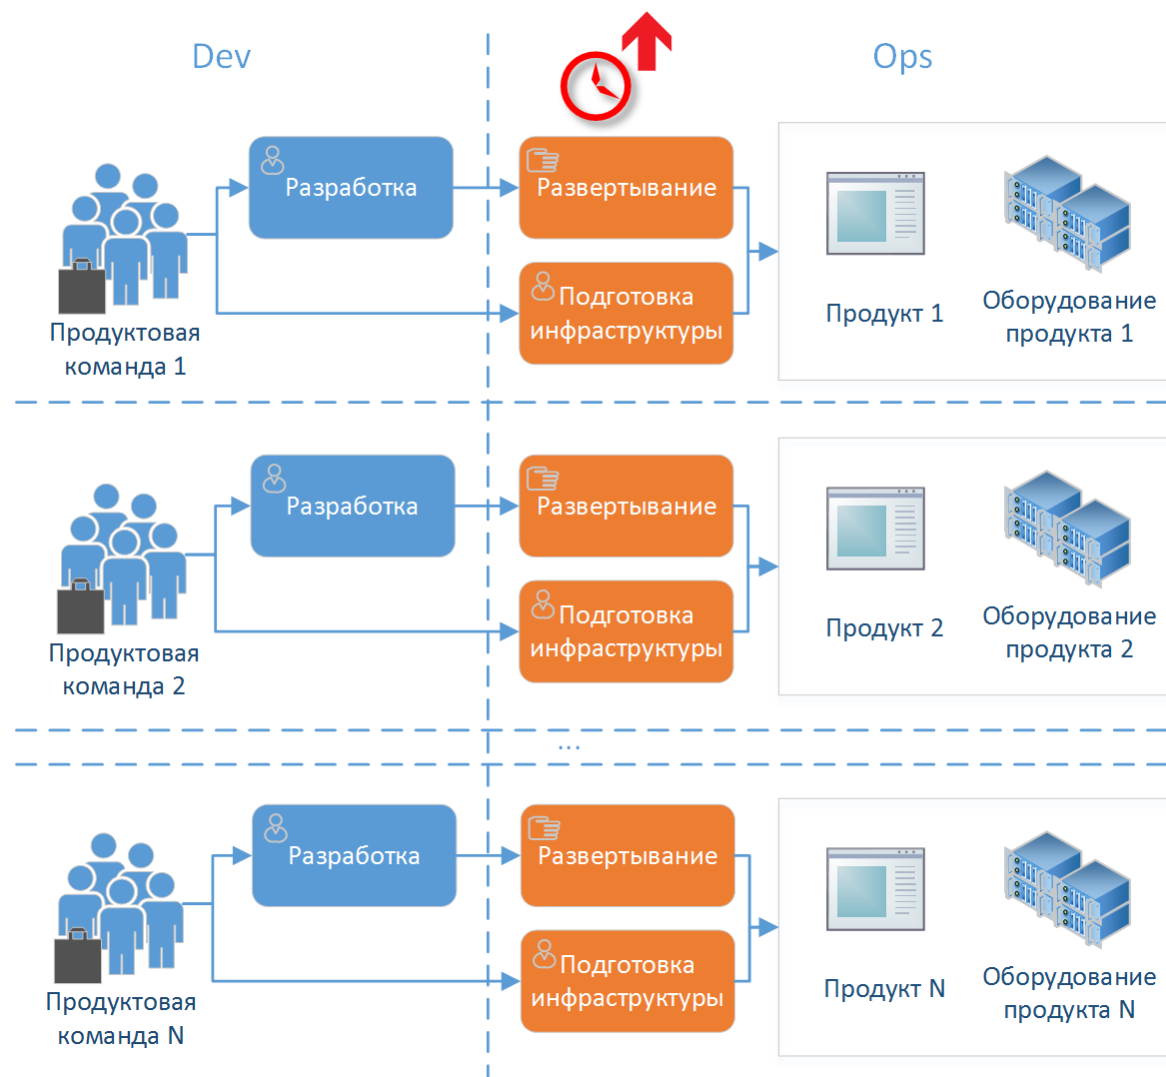 Dev
Ops
Разработка
Развертывание
Подготовка
инфраструктуры
Продуктовая
команда 1
Продукт 1
Оборудование
продукта 1
Разработка
Развертывание
Подготовка
инфраструктуры
Продуктовая
команда 2
Продукт 2
Оборудование
продукта 2
...
Разработка
Развертывание
Подготовка
инфраструктуры
Продуктовая
команда N
Продукт N
Оборудование
продукта N